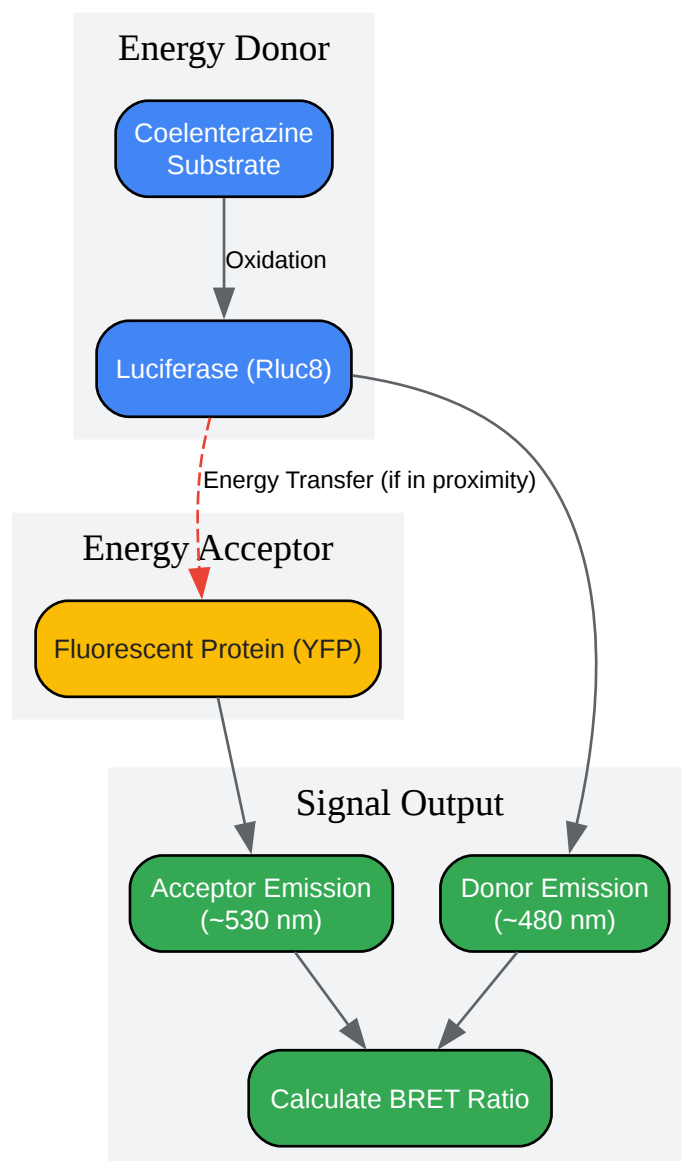 Energy Donor
Coelenterazine
Substrate
Oxidation
Luciferase (Rluc8)
Energy Transfer (if in proximity)
Energy Acceptor
Fluorescent Protein (YFP)
Signal Output
Acceptor Emission
(~530 nm)
Donor Emission
(~480 nm)
Calculate BRET Ratio